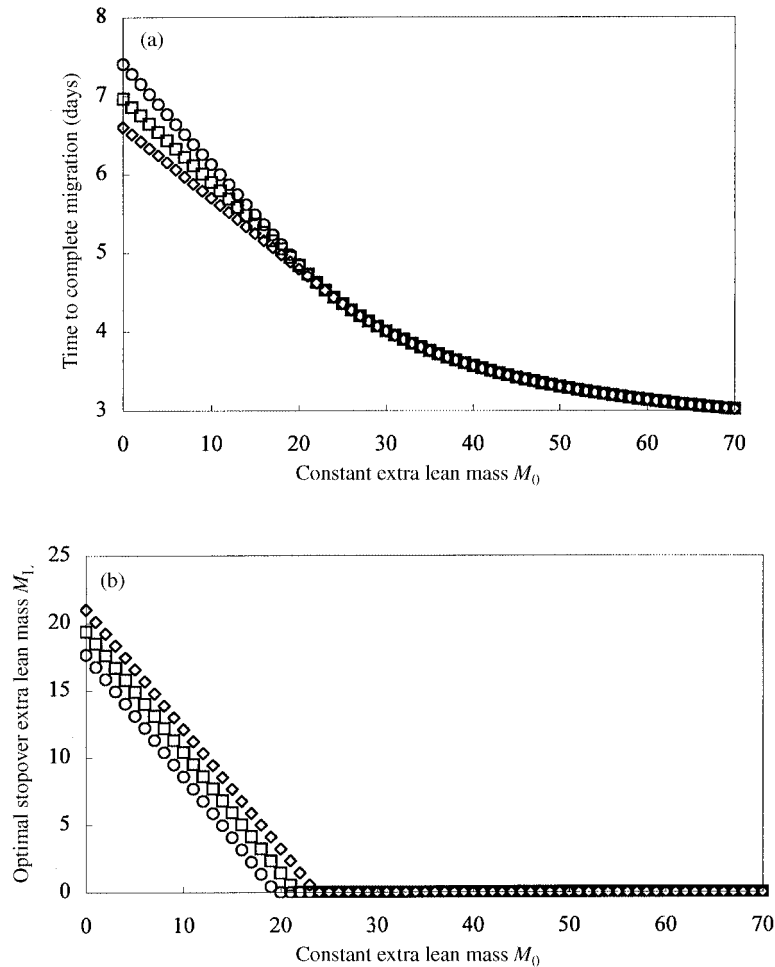 (a)
8
7
6
5
4
3
Time to complete migration (days)
0 10 20 30 40 50 60 70
Constant extra lean mass M0
(b)
25
20
15
10
5
0
Optimal stopover extra lean mass ML
0 10 20 30 40 50 60 70
Constant extra lean mass M0